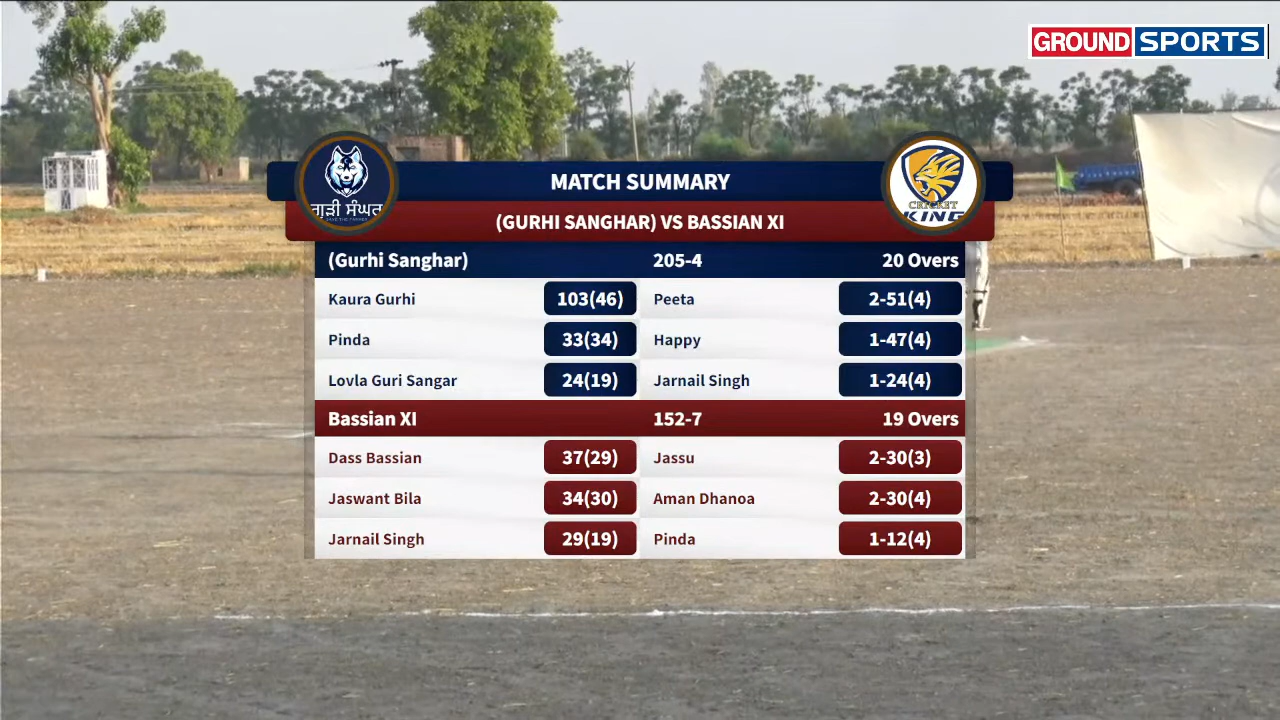 GROUND SPORTS
MATCH SUMMARY
(GURHI SANGHAR) VS BASSIAN XI
ਗੁੜੀ ਸੰਘਰ
CRICKET
KING
(Gurhi Sanghar) 205-4 20 Overs
Kaura Gurhi 103(46) Peeta 2-51(4)
Pinda 33(34) Happy 1-47(4)
Lovla Guri Sangar 24(19) Jarnail Singh 1-24(4)
Bassian XI 152-7 19 Overs
Dass Bassian 37(29) Jassu 2-30(3)
Jaswant Bila 34(30) Aman Dhanoa 2-30(4)
Jarnail Singh 29(19) Pinda 1-12(4)